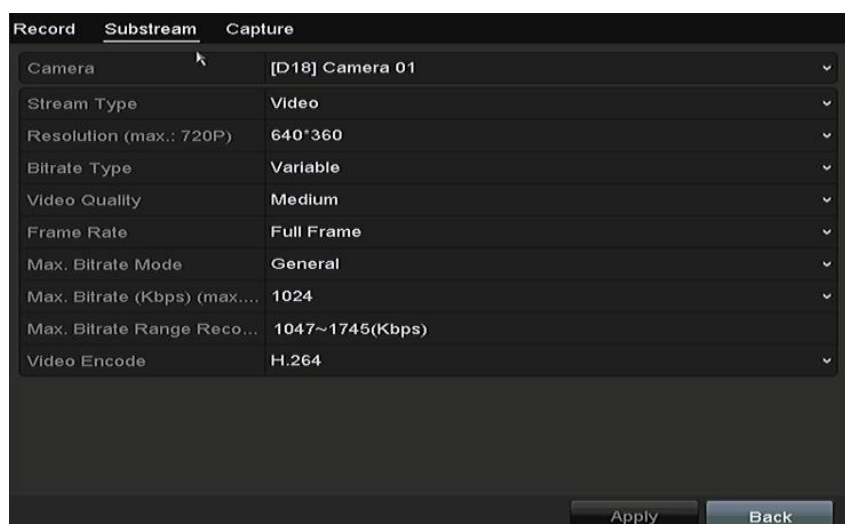 Record Substream Capture
Camera [D18] Camera 01
Stream Type Video
Resolution (max.: 720P) 640*360
Bitrate Type Variable
Video Quality Medium
Frame Rate Full Frame
Max. Bitrate Mode General
Max. Bitrate (Kbps) (max.... 1024
Max. Bitrate Range Reco... 1047~1745(Kbps)
Video Encode H.264
Apply Back